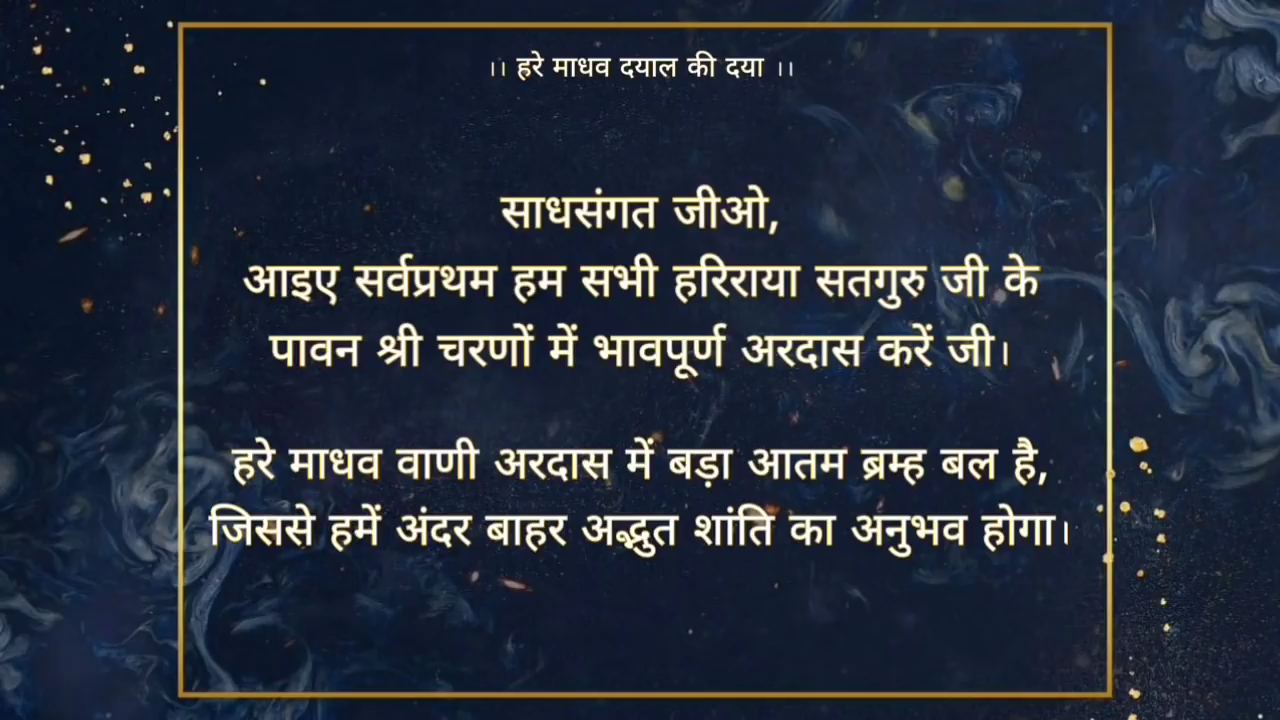 ।। हरे माधव दयाल की दया ।।
साधसंगत जीओ,
आइए सर्वप्रथम हम सभी हरिराया सतगुरु जी के
पावन श्री चरणों में भावपूर्ण अरदास करें जी।
हरे माधव वाणी अरदास में बड़ा आतम ब्रम्ह बल है,
जिससे हमें अंदर बाहर अद्भुत शांति का अनुभव होगा।